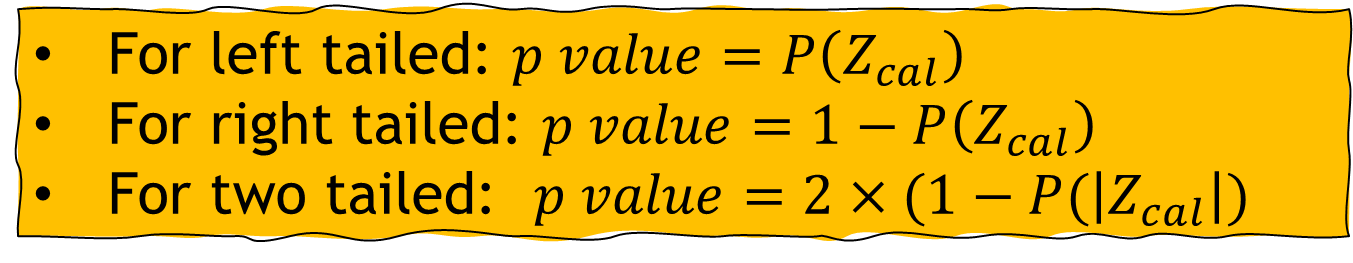 • For left tailed: p value = P(Z_cal)
• For right tailed: p value = 1 − P(Z_cal)
• For two tailed: p value = 2 × (1 − P(|Z_cal|)